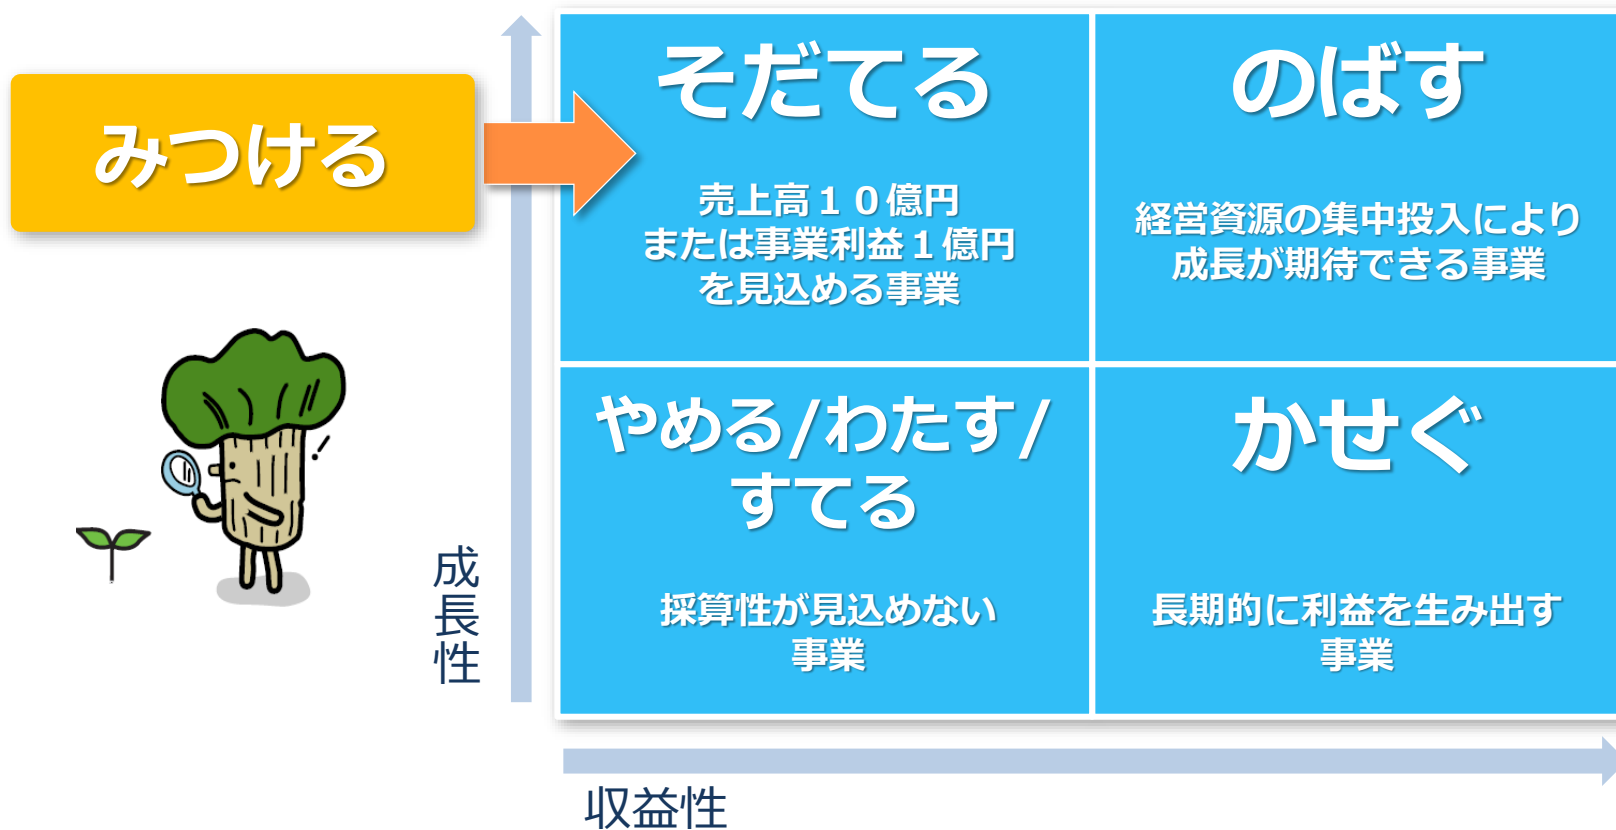 みつける
そだてる
売上高１０億円
または事業利益１億円
を見込める事業
のばす
経営資源の集中投入により
成長が期待できる事業
やめる/わたす/
すてる
採算性が見込めない
事業
かせぐ
長期的に利益を生み出す
事業
成長性
収益性